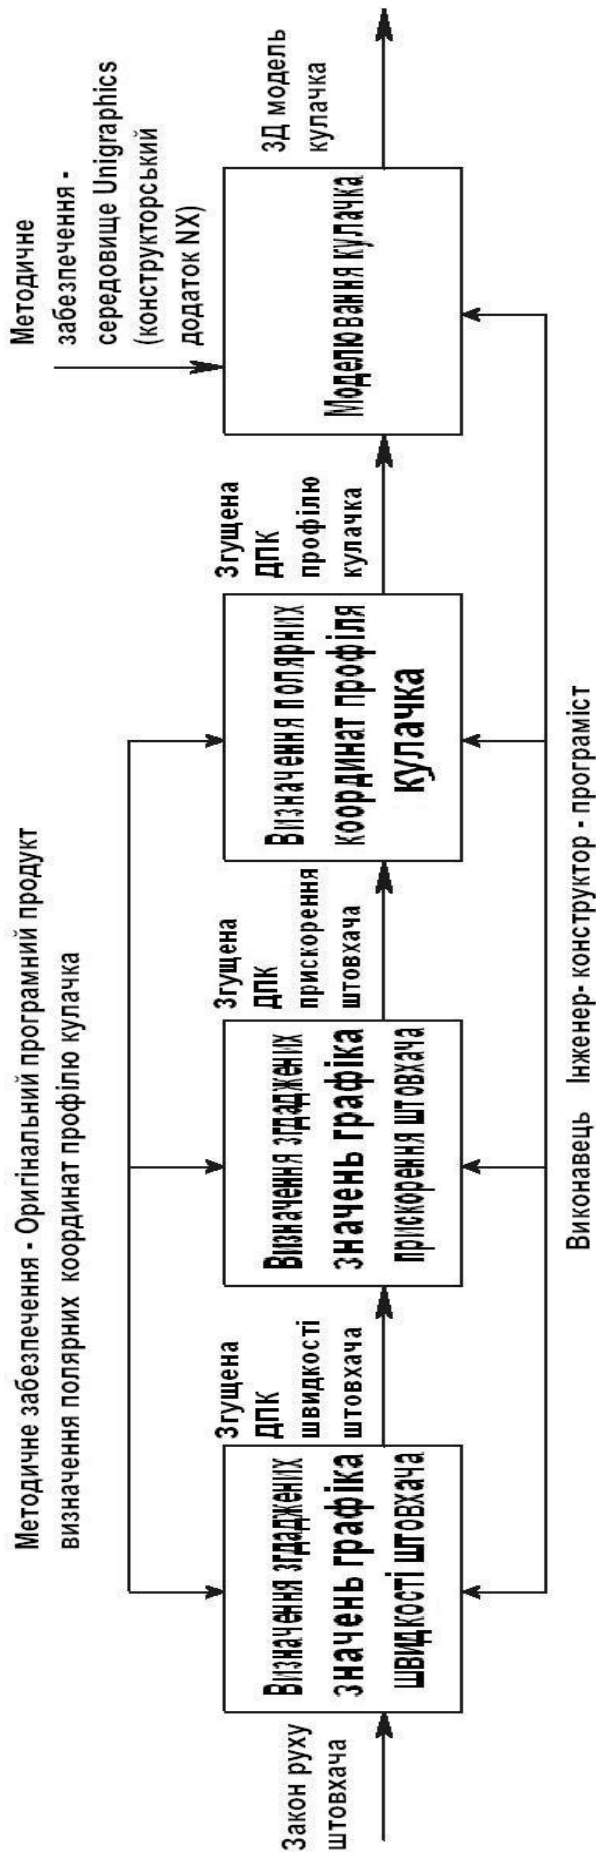 Методичне забезпечення - Оригінальний програмний продукт
визначення полярних координат профілю кулачка
Методичне
забезпечення -
середовище Unigraphics
(конструкторський
додаток NX)
Закон руху
штовхача
Визначення згдаджених
значень графіка
швидкості штовхача
Згущена
ДПК
швидкості
штовхача
Визначення згдаджених
значень графіка
прискорення штовхача
Згущена
ДПК
прискорення
штовхача
Визначення полярних
координат профіля
кулачка
Згущена
ДПК
профілю
кулачка
Моделювання кулачка
3Д модель
кулачка
Виконавець Інженер- конструктор - програміст